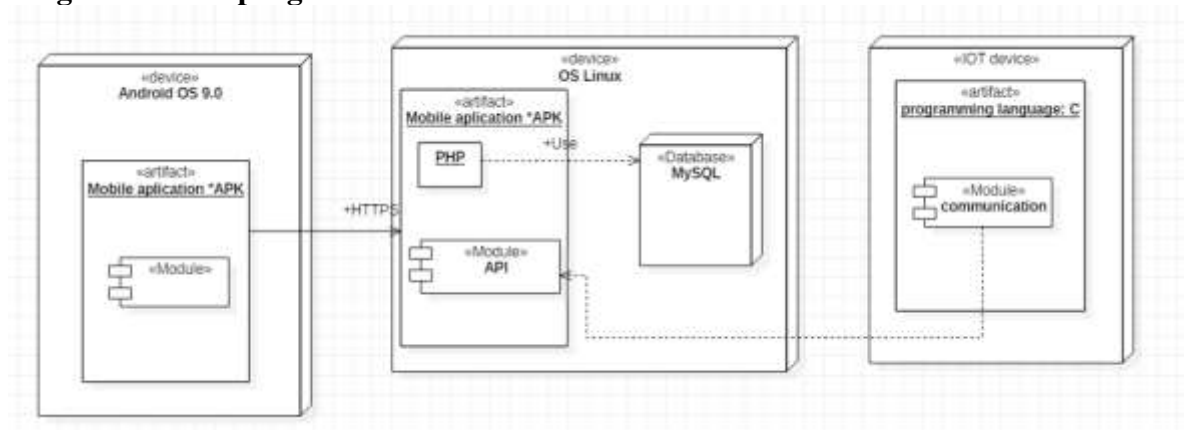 «device»
Android OS 9.0
«artifact»
Mobile aplication *APK
«Module»
+HTTPS
«device»
OS Linux
«artifact»
Mobile aplication *APK
PHP
+Use
«Database»
MySQL
«Module»
API
«IOT device»
«artifact»
programming language: C
«Module»
communication